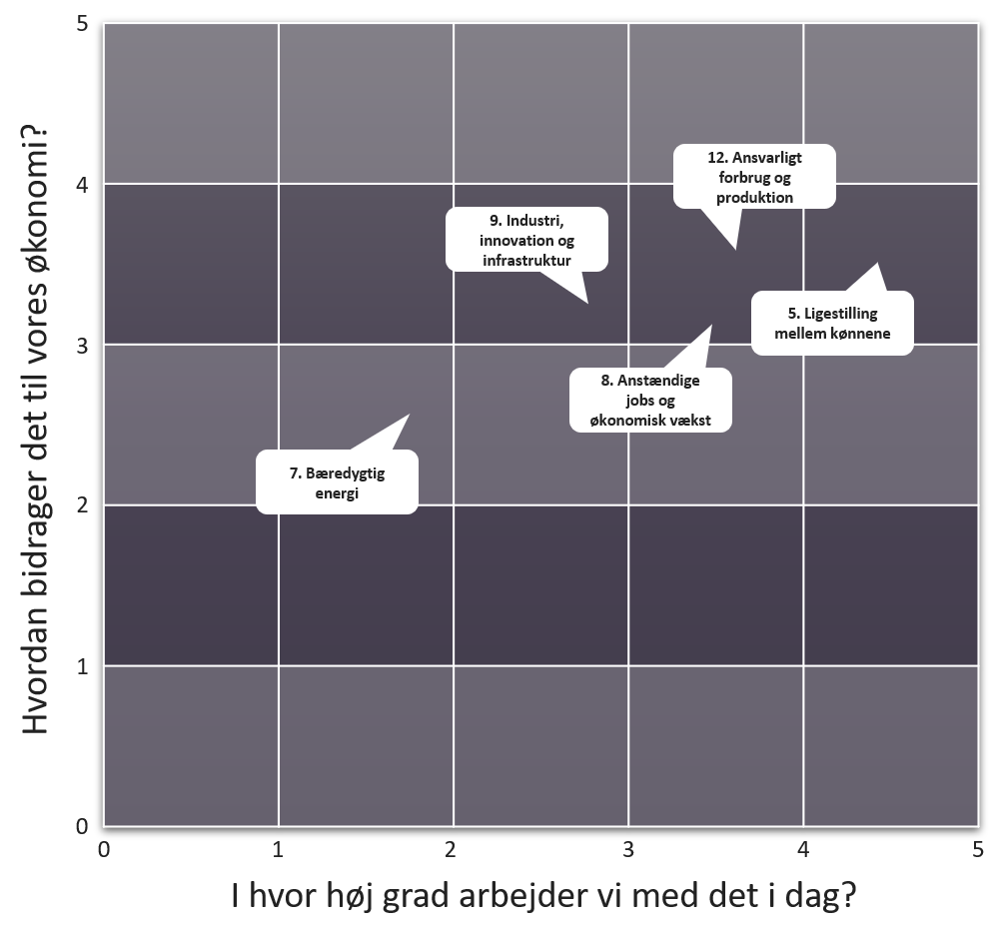 Hvordan bidrager det til vores økonomi?
5
4
3
2
1
0
12. Ansvarligt
forbrug og
produktion
9. Industri,
innovation og
infrastruktur
5. Ligestilling
mellem kønnene
8. Anstændige
jobs og
økonomisk vækst
7. Bæredygtig
energi
0
1
2
3
4
5
I hvor høj grad arbejder vi med det i dag?